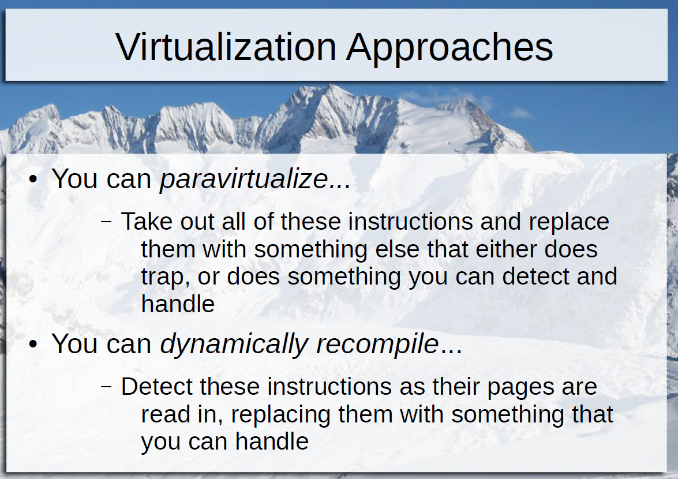 Virtualization Approaches
● You can paravirtualize...
– Take out all of these instructions and replace
them with something else that either does
trap, or does something you can detect and
handle
● You can dynamically recompile...
– Detect these instructions as their pages are
read in, replacing them with something that
you can handle